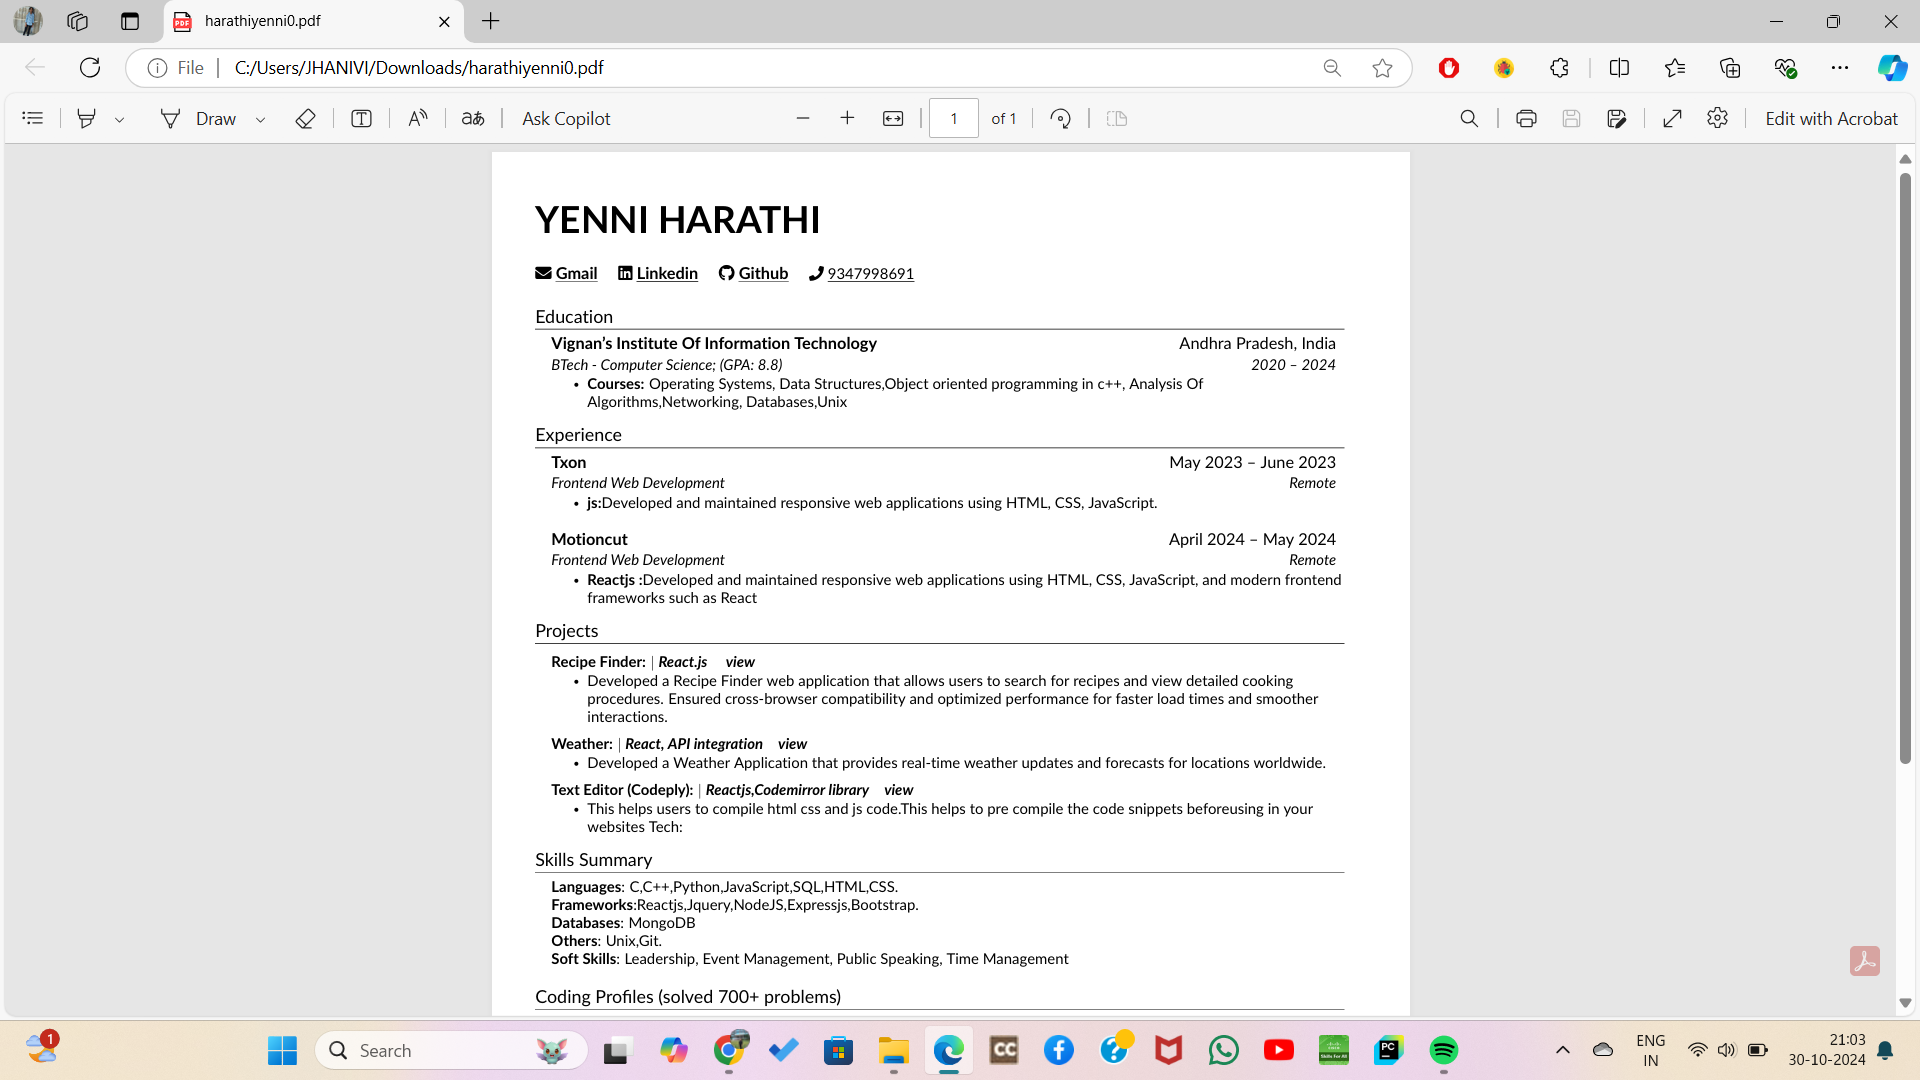 harathiyenni0.pdf
File
C:/Users/JHANIVI/Downloads/harathiyenni0.pdf
Draw
Ask Copilot
1 of 1
Edit with Acrobat
YENNI HARATHI
Gmail Linkedin Github 9347998691
Education
Vignan's Institute Of Information Technology Andhra Pradesh, India
BTech - Computer Science; (GPA: 8.8) 2020 – 2024
• Courses: Operating Systems, Data Structures,Object oriented programming in c++, Analysis Of
Algorithms,Networking, Databases,Unix
Experience
Txon May 2023 – June 2023
Frontend Web Development Remote
• js:Developed and maintained responsive web applications using HTML, CSS, JavaScript.
Motioncut April 2024 – May 2024
Frontend Web Development Remote
• Reactjs :Developed and maintained responsive web applications using HTML, CSS, JavaScript, and modern frontend
frameworks such as React
Projects
Recipe Finder: | React.js view
• Developed a Recipe Finder web application that allows users to search for recipes and view detailed cooking
procedures. Ensured cross-browser compatibility and optimized performance for faster load times and smoother
interactions.
Weather: | React, API integration view
• Developed a Weather Application that provides real-time weather updates and forecasts for locations worldwide.
Text Editor (Codeply): | Reactjs,Codemirror library view
• This helps users to compile html css and js code.This helps to pre compile the code snippets beforeusing in your
websites Tech:
Skills Summary
Languages: C,C++,Python,JavaScript,SQL,HTML,CSS.
Frameworks:Reactjs,Jquery,NodeJS,Expressjs,Bootstrap.
Databases: MongoDB
Others: Unix,Git.
Soft Skills: Leadership, Event Management, Public Speaking, Time Management
Coding Profiles (solved 700+ problems)
1
Search
CC
PC
ENG
IN
21:03
30-10-2024